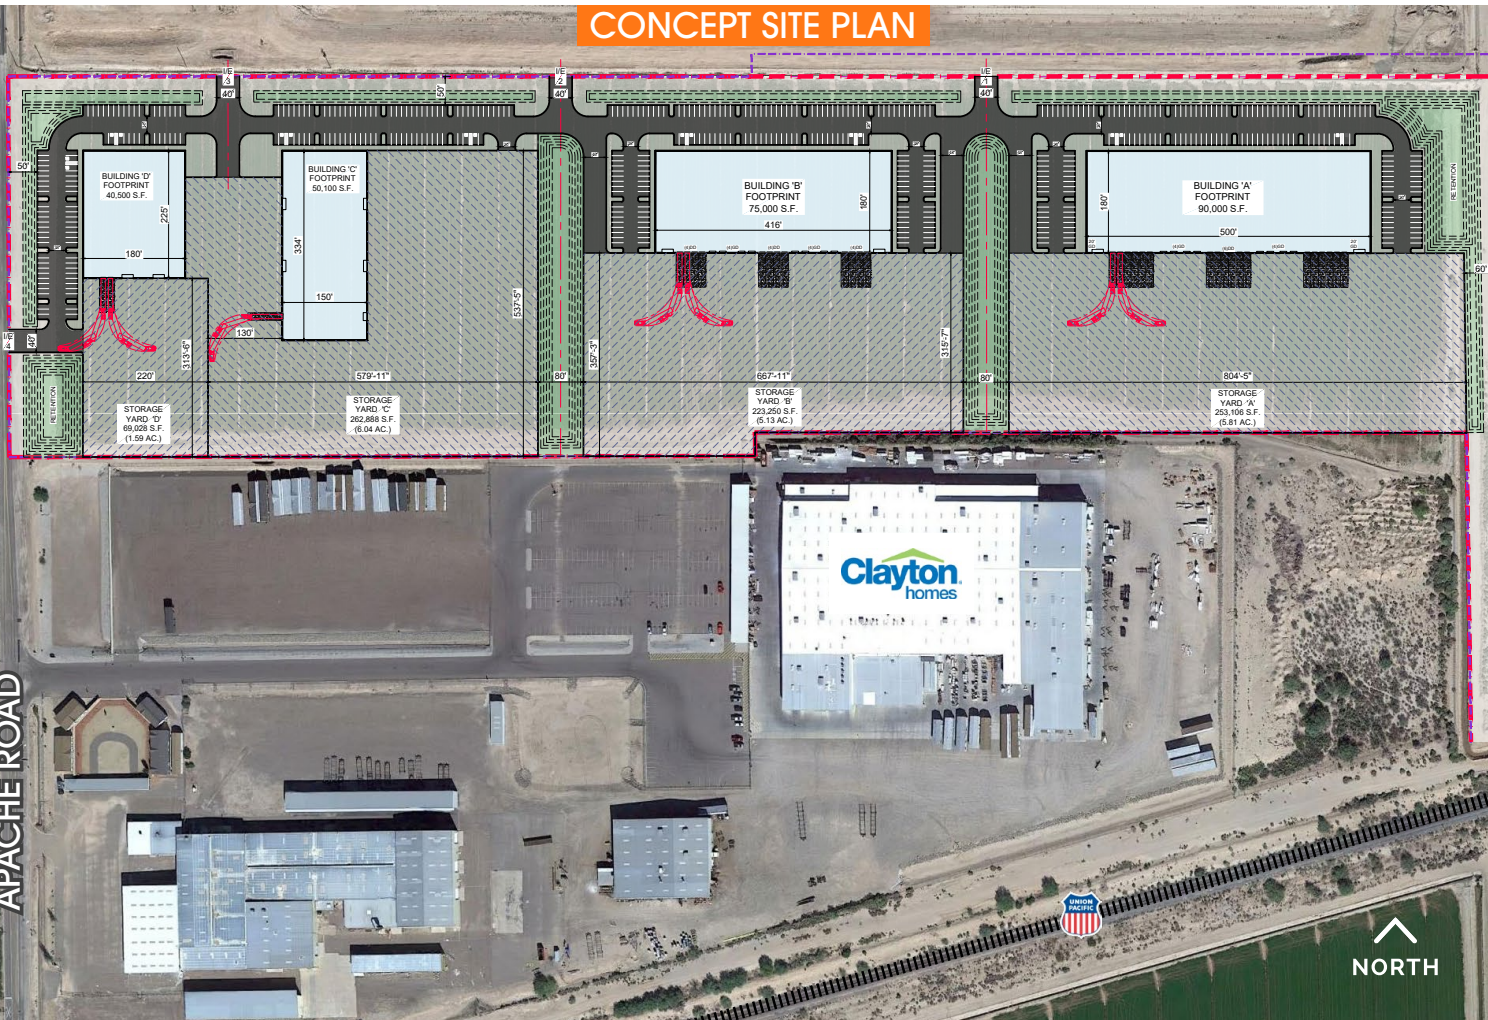 CONCEPT SITE PLAN
I/E
3
40'
50'
I/E
2
40'
I/E
1
40'
50'
BUILDING 'D'
FOOTPRINT
40,500 S.F.
225'
180'
BUILDING 'C'
FOOTPRINT
50,100 S.F.
334'
150'
BUILDING 'B'
FOOTPRINT
75,000 S.F.
180'
416'
BUILDING 'A'
FOOTPRINT
90,000 S.F.
180'
500'
RETENTION
60'
I/E
4
40'
130'
313'-6"
537'-5"
357'-3"
315'-7"
220'
579'-11"
80'
667'-11"
80'
804'-5"
RETENTION
STORAGE
YARD 'D'
69,028 S.F.
(1.59 AC.)
STORAGE
YARD 'C'
262,888 S.F.
(6.04 AC.)
STORAGE
YARD 'B'
223,250 S.F.
(5.13 AC.)
STORAGE
YARD 'A'
253,106 S.F.
(5.81 AC.)
Clayton
homes
APACHE ROAD
UNION
PACIFIC
NORTH